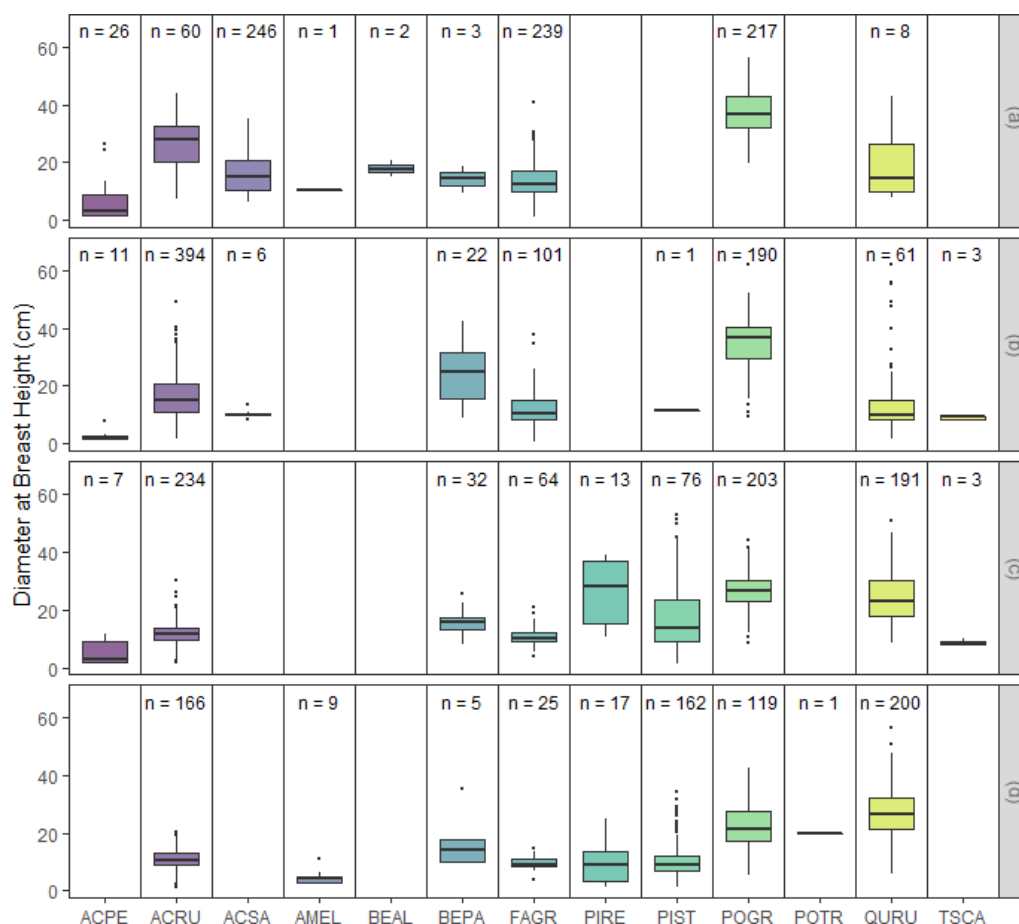 Diameter at Breast Height (cm)
n = 26 n = 60 n = 246 n = 1 n = 2 n = 3 n = 239 n = 217 n = 8
60
40
20
0
(a)
n = 11 n = 394 n = 6 n = 22 n = 101 n = 1 n = 190 n = 61 n = 3
60
40
20
0
(b)
n = 7 n = 234 n = 32 n = 64 n = 13 n = 76 n = 203 n = 191 n = 3
60
40
20
0
(c)
n = 166 n = 9 n = 5 n = 25 n = 17 n = 162 n = 119 n = 1 n = 200
60
40
20
0
(d)
ACPE ACRU ACSA AMEL BEAL BEPA FAGR PIRE PIST POGR POTR QURU TSCA